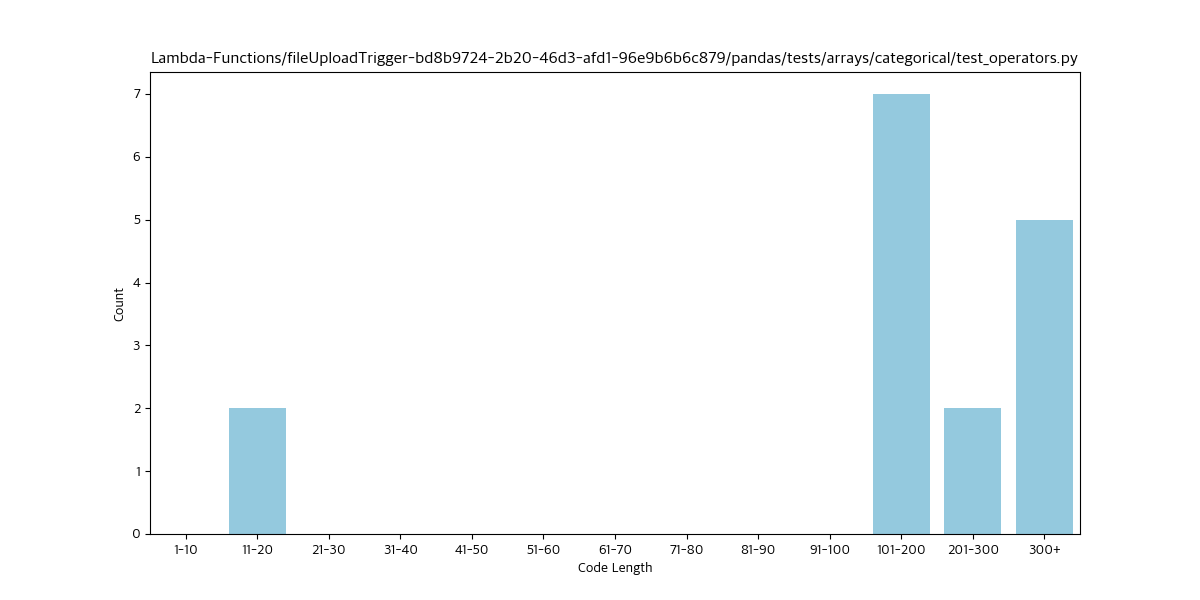 Lambda-Functions/fileUploadTrigger-bd8b9724-2b20-46d3-afd1-96e9b6b6c879/pandas/tests/arrays/categorical/test_operators.py
7
6
5
4
3
2
1
0
Count
1-10 11-20 21-30 31-40 41-50 51-60 61-70 71-80 81-90 91-100 101-200 201-300 300+
Code Length